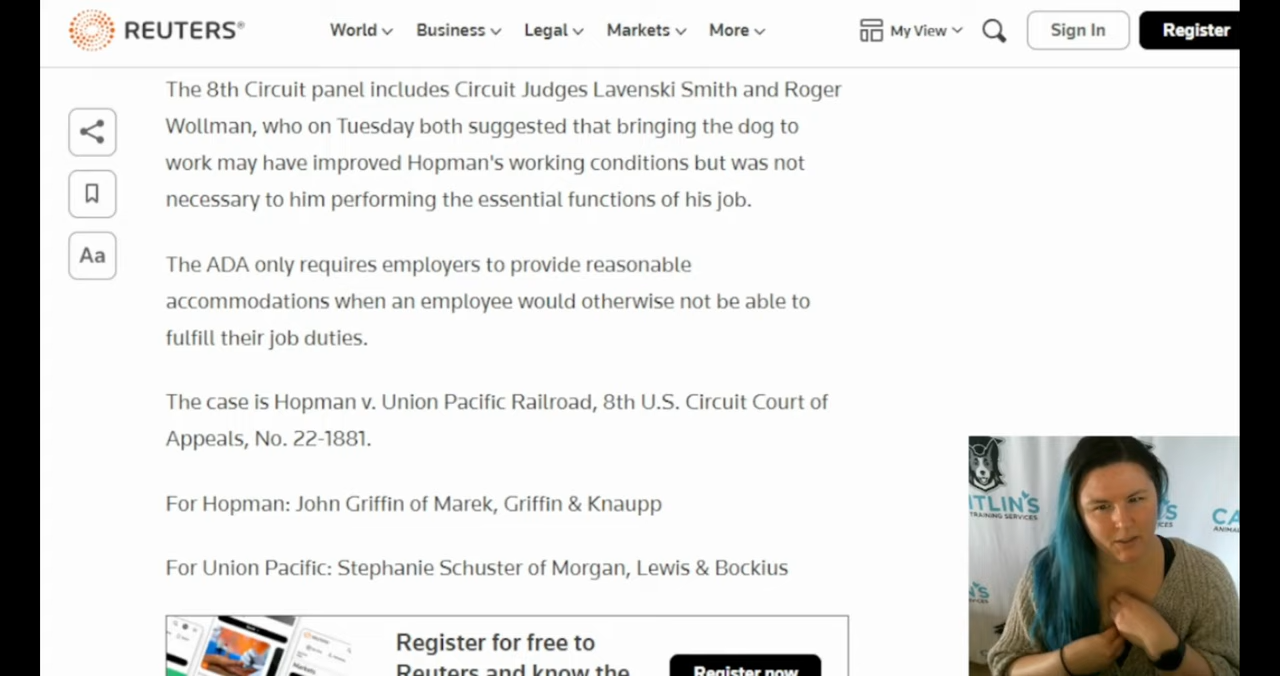 REUTERS®
World Business Legal Markets More My View Sign In Register
The 8th Circuit panel includes Circuit Judges Lavenski Smith and Roger
Wollman, who on Tuesday both suggested that bringing the dog to
work may have improved Hopman's working conditions but was not
necessary to him performing the essential functions of his job.
Aa
The ADA only requires employers to provide reasonable
accommodations when an employee would otherwise not be able to
fulfill their job duties.
The case is Hopman v. Union Pacific Railroad, 8th U.S. Circuit Court of
Appeals, No. 22-1881.
For Hopman: John Griffin of Marek, Griffin & Knaupp
For Union Pacific: Stephanie Schuster of Morgan, Lewis & Bockius
Register for free to
Reuters and know the
Register now
ITLIN'S
TRAINING SERVICES
CA
ANIMAL